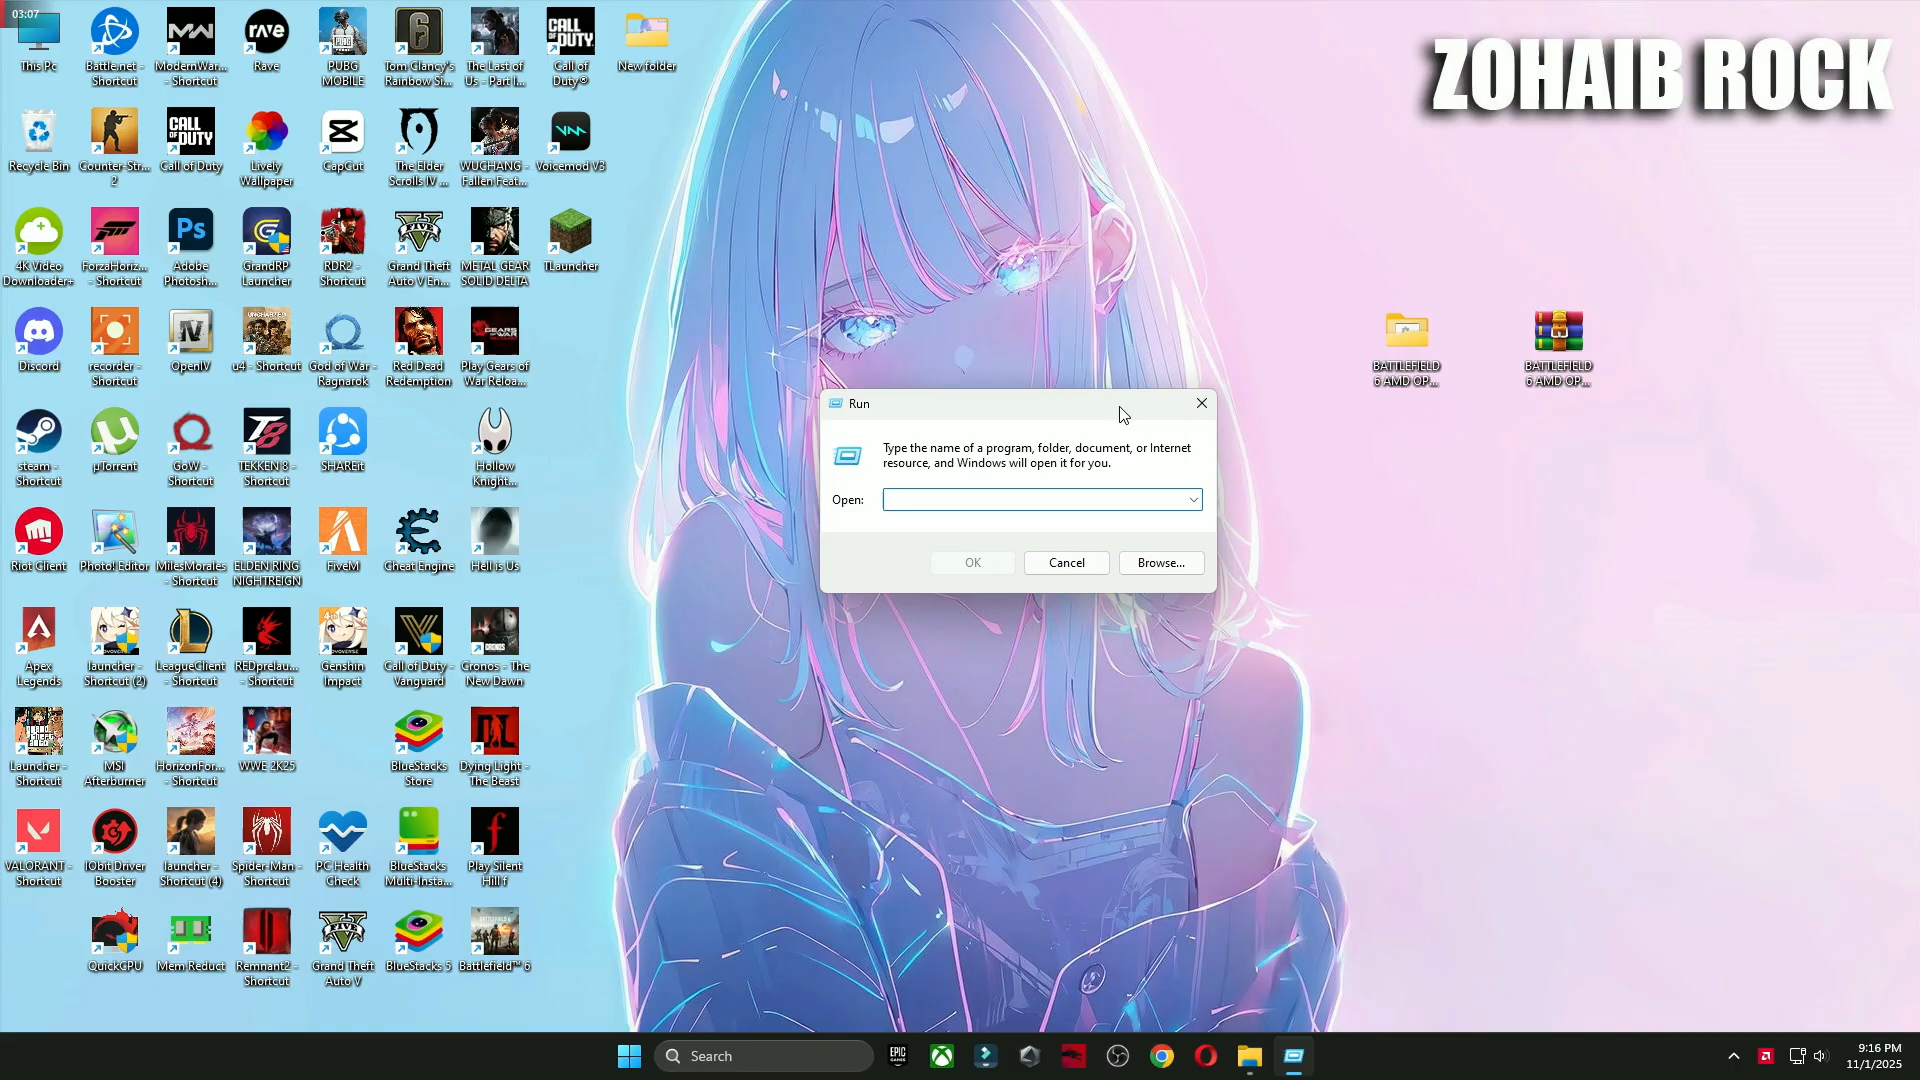 03:07
ZOHAIB ROCK
This Pc
Battle.net -
Shortcut
ModernWar...
- Shortcut
Rave
PUBG
MOBILE
Tom Clancy's
Rainbow Si...
The Last of
Us - Part I...
CALL OF DUTY
Call of
Duty®
New folder
Recycle Bin
Counter-Str...
2
CALL OF DUTY
Call of Duty
Lively
Wallpaper
CapCut
The Elder
Scrolls IV ...
WUCHANG -
Fallen Feat...
Voicemod V3
4K Video
Downloader+
ForzaHoriz...
- Shortcut
Ps
Adobe
Photosh...
GrandRP
Launcher
RDR2 -
Shortcut
Grand Theft
Auto V En...
METAL GEAR
SOLID DELTA
TLauncher
Discord
recorder -
Shortcut
OpenIV
u4 - Shortcut
God of War -
Ragnarok
Red Dead
Redemption
Play Gears of
War Reloa...
BATTLEFIELD
6 AMD OP...
BATTLEFIELD
6 AMD OP...
Run
Type the name of a program, folder, document, or Internet
resource, and Windows will open it for you.
Open:
OK
Cancel
Browse...
steam -
Shortcut
µTorrent
GoW -
Shortcut
TEKKEN 8 -
Shortcut
SHAREit
Hollow
Knight...
Riot Client
Photo! Editor
MilesMorales
- Shortcut
ELDEN RING
NIGHTREIGN
FiveM
Cheat Engine
Hell is Us
Apex
Legends
launcher -
Shortcut (2)
LeagueClient
- Shortcut
REDprelau...
- Shortcut
Genshin
Impact
Call of Duty -
Vanguard
Cronos - The
New Dawn
Launcher -
Shortcut
MSI
Afterburner
HorizonFor...
- Shortcut
WWE 2K25
BlueStacks
Store
Dying Light -
The Beast
VALORANT -
Shortcut
IObit Driver
Booster
launcher -
Shortcut (4)
Spider-Man -
Shortcut
PC Health
Check
BlueStacks
Multi-Insta...
Play Silent
Hill f
QuickCPU
Mem Reduct
Remnant2 -
Shortcut
Grand Theft
Auto V
BlueStacks 5
Battlefield™ 6
Search
9:16 PM
11/1/2025